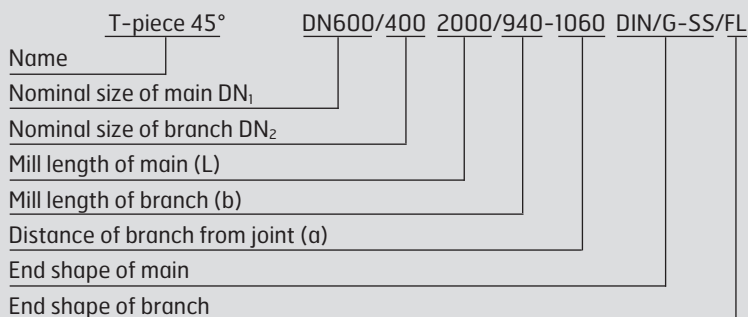 T-piece 45° DN600/400 2000/940-1060 DIN/G-SS/FL
Name
Nominal size of main DN₁
Nominal size of branch DN₂
Mill length of main (L)
Mill length of branch (b)
Distance of branch from joint (a)
End shape of main
End shape of branch